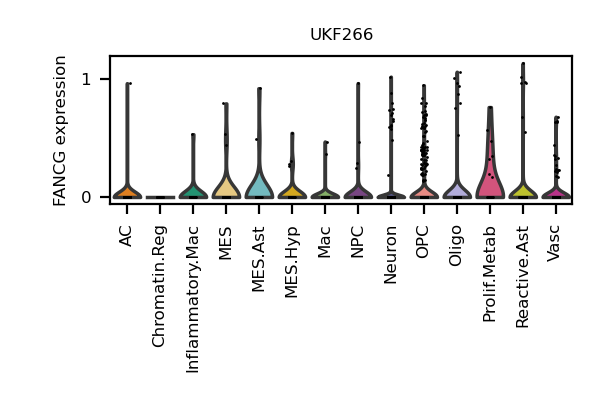 UKF266
FANCG expression
1
0
AC
Chromatin.Reg
Inflammatory.Mac
MES
MES.Ast
MES.Hyp
Mac
NPC
Neuron
OPC
Oligo
Prolif.Metab
Reactive.Ast
Vasc